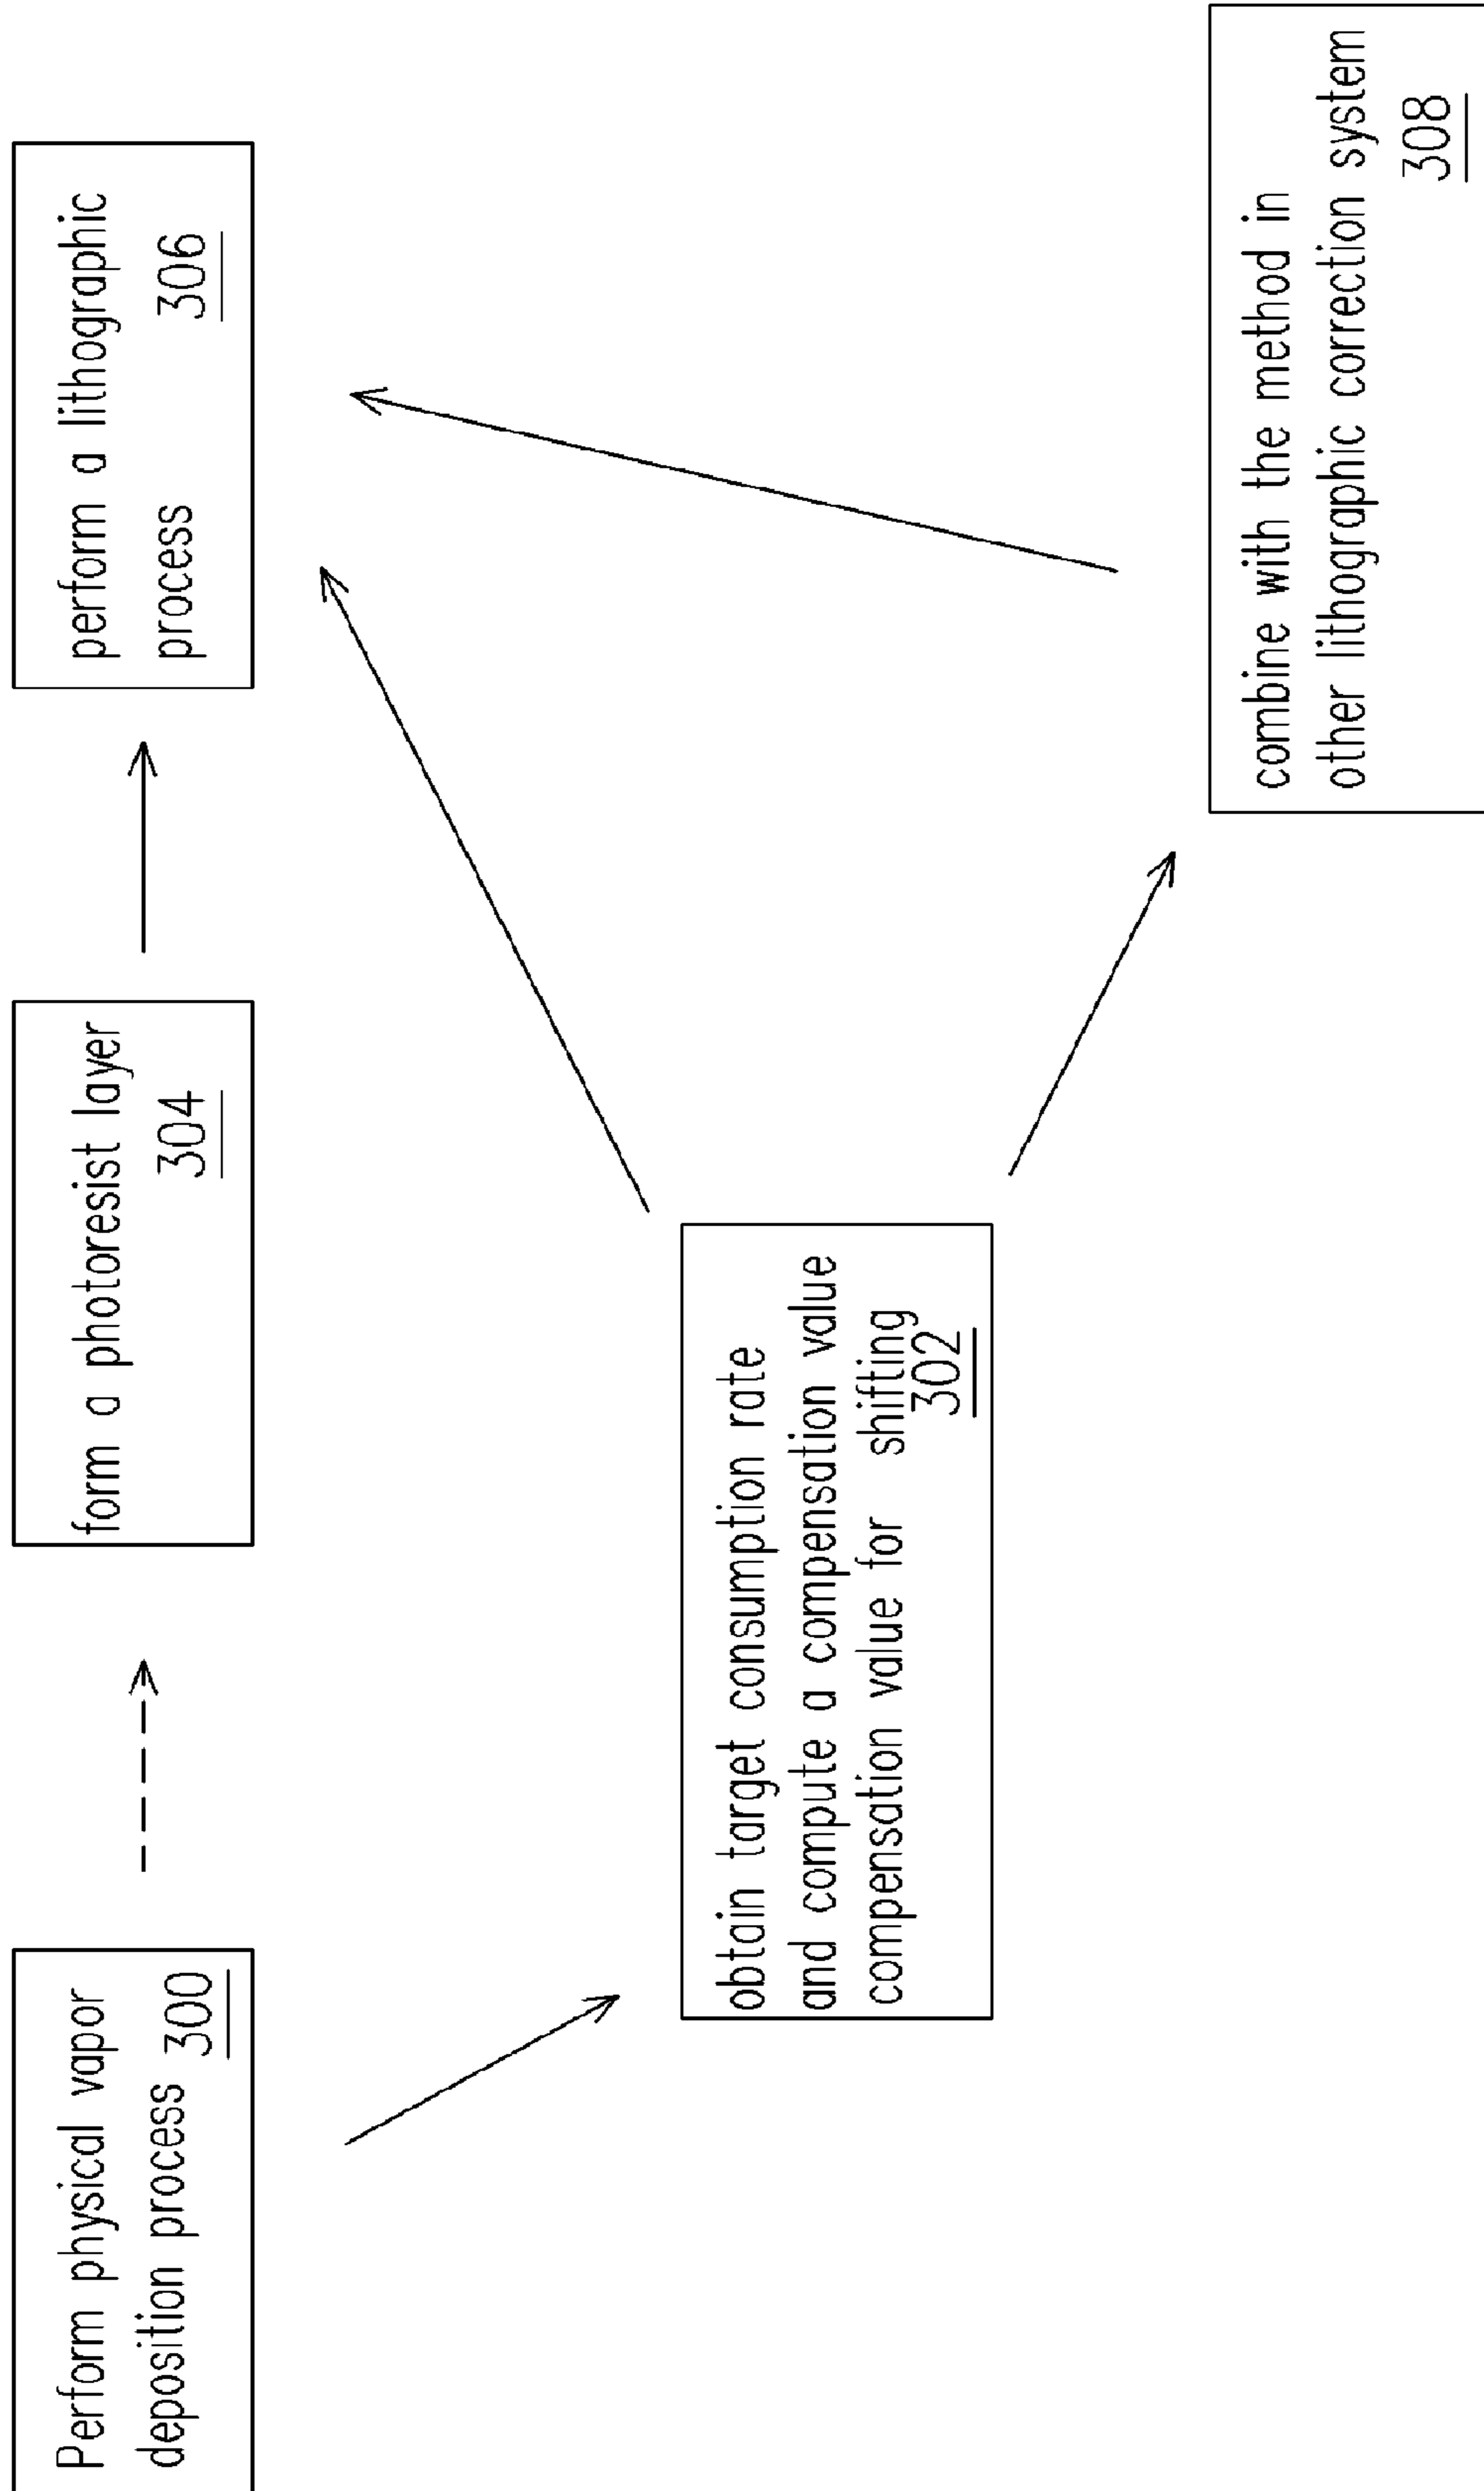 Perform physical vapor
deposition process 300
form a photoresist layer
304
perform a lithographic
process 306
obtain target consumption rate
and compute a compensation value
compensation value for shifting
302
combine with the method in
other lithographic correction system
308